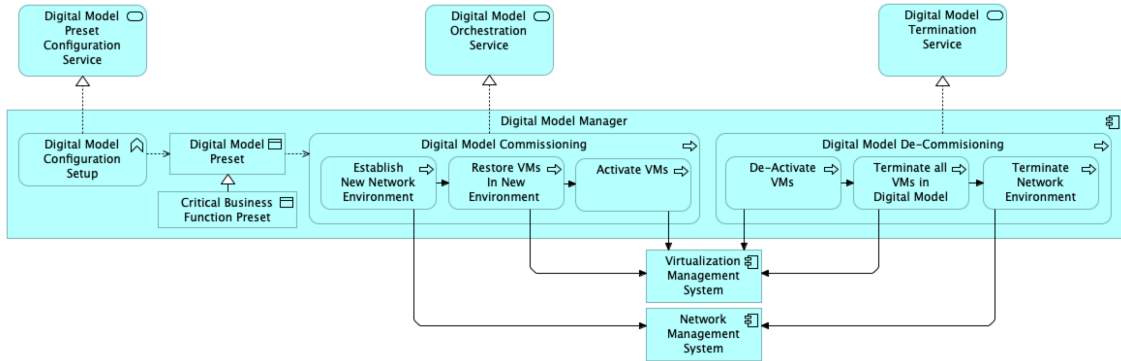 Digital Model
Preset
Configuration
Service
Digital Model
Orchestration
Service
Digital Model
Termination
Service
Digital Model Manager
Digital Model
Configuration
Setup
Digital Model
Preset
Critical Business
Function Preset
Digital Model Commissioning
Establish
New Network
Environment
Restore VMs
In New
Environment
Activate VMs
Digital Model De-Commisioning
De-Activate
VMs
Terminate all
VMs in
Digital Model
Terminate
Network
Environment
Virtualization
Management
System
Network
Management
System